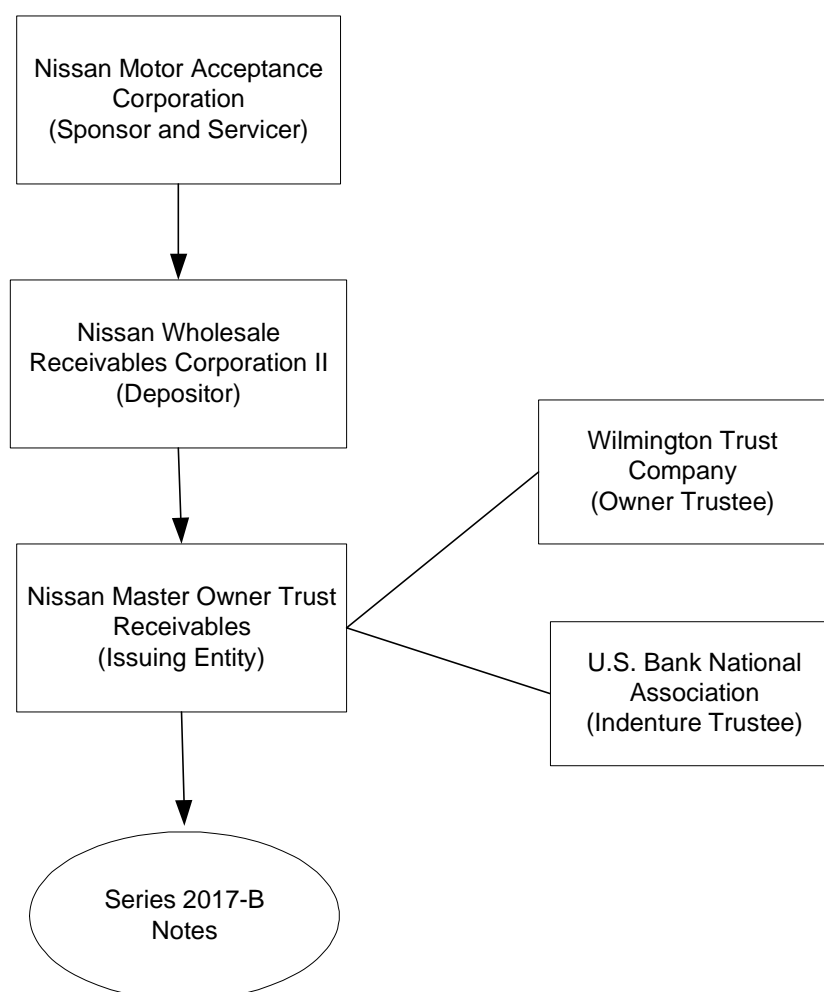 Nissan Motor Acceptance
Corporation
(Sponsor and Servicer)
Nissan Wholesale
Receivables Corporation II
(Depositor)
Wilmington Trust
Company
(Owner Trustee)
Nissan Master Owner Trust
Receivables
(Issuing Entity)
U.S. Bank National
Association
(Indenture Trustee)
Series 2017-B
Notes